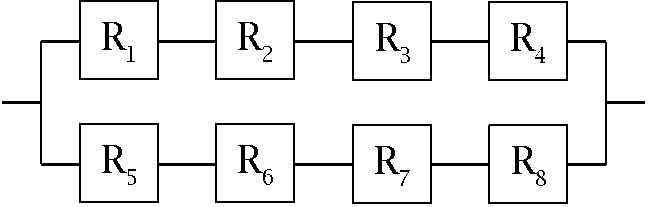 R₁ R₂ R₃ R₄
R₅ R₆ R₇ R₈